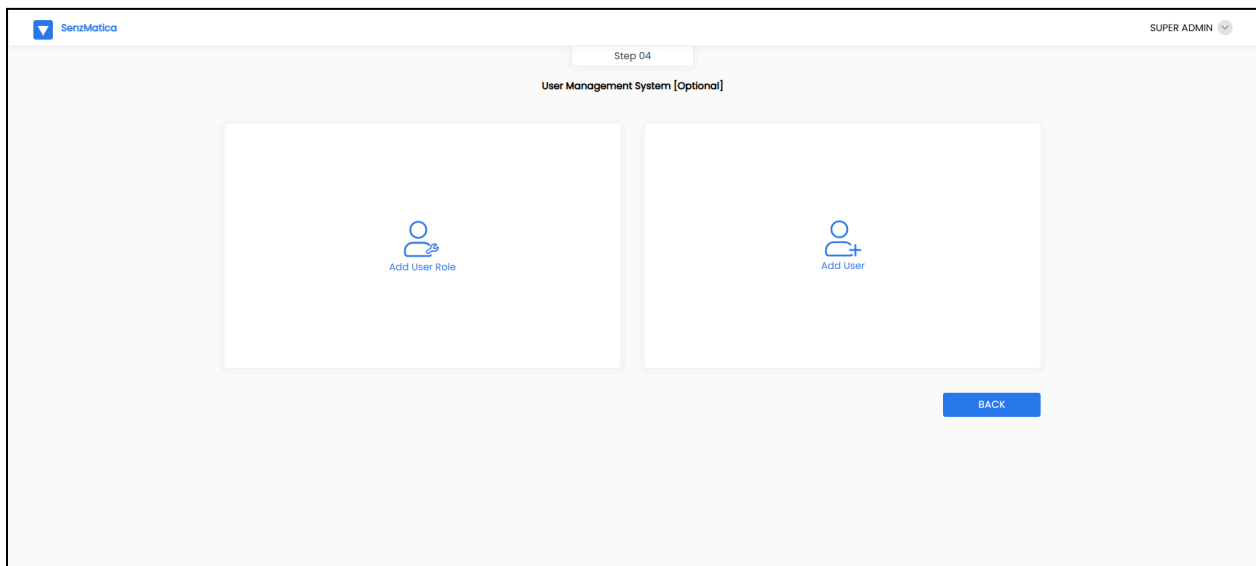 SenzMatica
SUPER ADMIN
Step 04
User Management System [Optional]
Add User Role
Add User
BACK